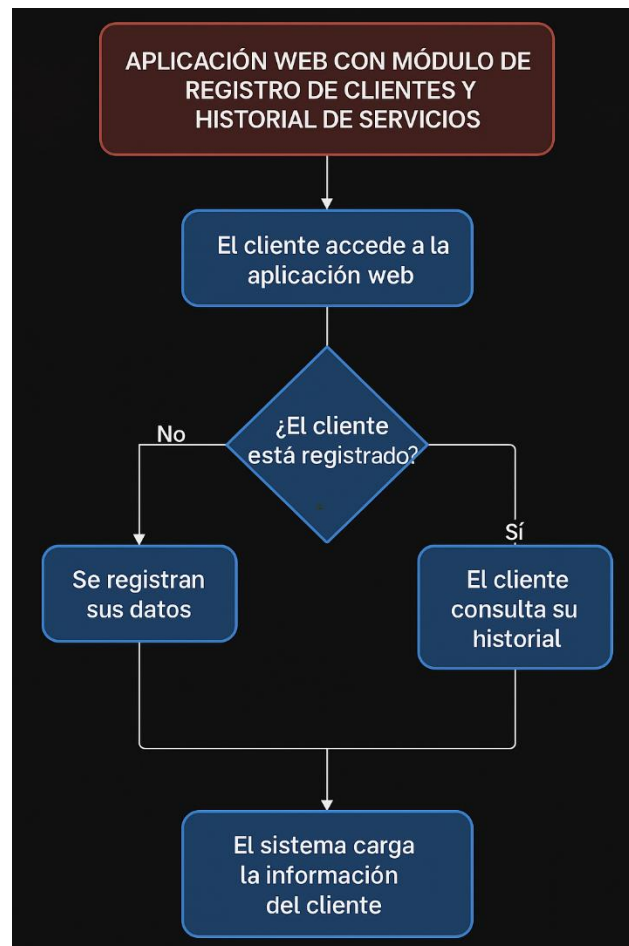 APLICACIÓN WEB CON MÓDULO DE
REGISTRO DE CLIENTES Y
HISTORIAL DE SERVICIOS
El cliente accede a la
aplicación web
¿El cliente
está registrado?
No
Sí
Se registran
sus datos
El cliente
consulta su
historial
El sistema carga
la información
del cliente